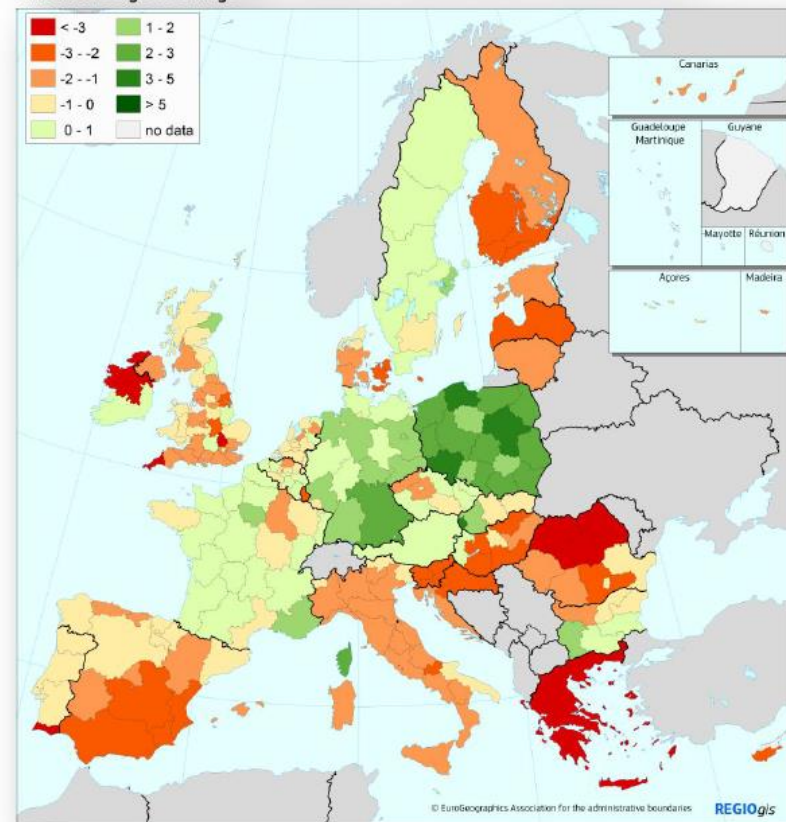 < -3
-3 - -2
-2 - -1
-1 - 0
0 - 1
1 - 2
2 - 3
3 - 5
> 5
no data
Canarias
Guadeloupe
Martinique
Guyane
Mayotte
Réunion
Açores
Madeira
© EuroGeographics Association for the administrative boundaries
REGIOgis